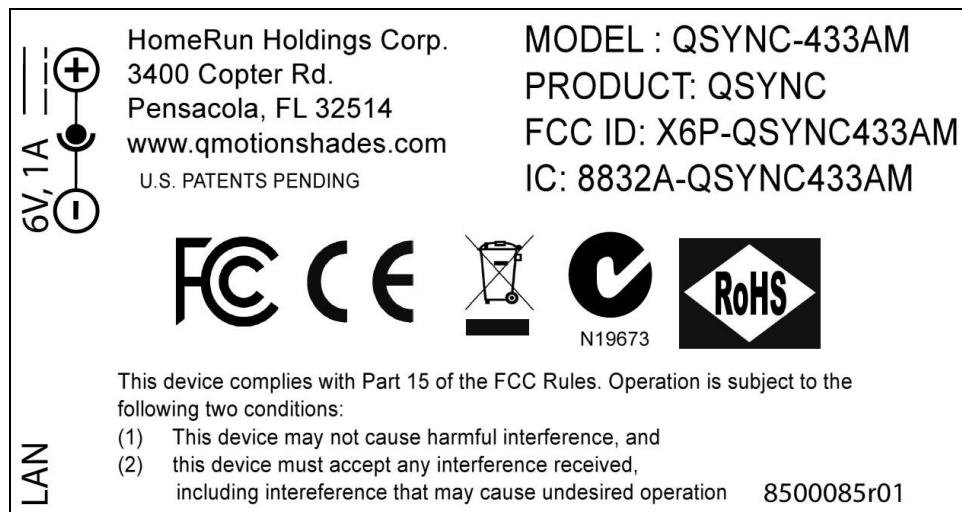 6V, 1A
HomeRun Holdings Corp.
3400 Copter Rd.
Pensacola, FL 32514
www.qmotionshades.com
U.S. PATENTS PENDING
MODEL : QSYNC-433AM
PRODUCT: QSYNC
FCC ID: X6P-QSYNC433AM
IC: 8832A-QSYNC433AM
FC CE
N19673
RoHS
This device complies with Part 15 of the FCC Rules. Operation is subject to the
following two conditions:
(1) This device may not cause harmful interference, and
(2) this device must accept any interference received,
including intereference that may cause undesired operation
8500085r01
LAN